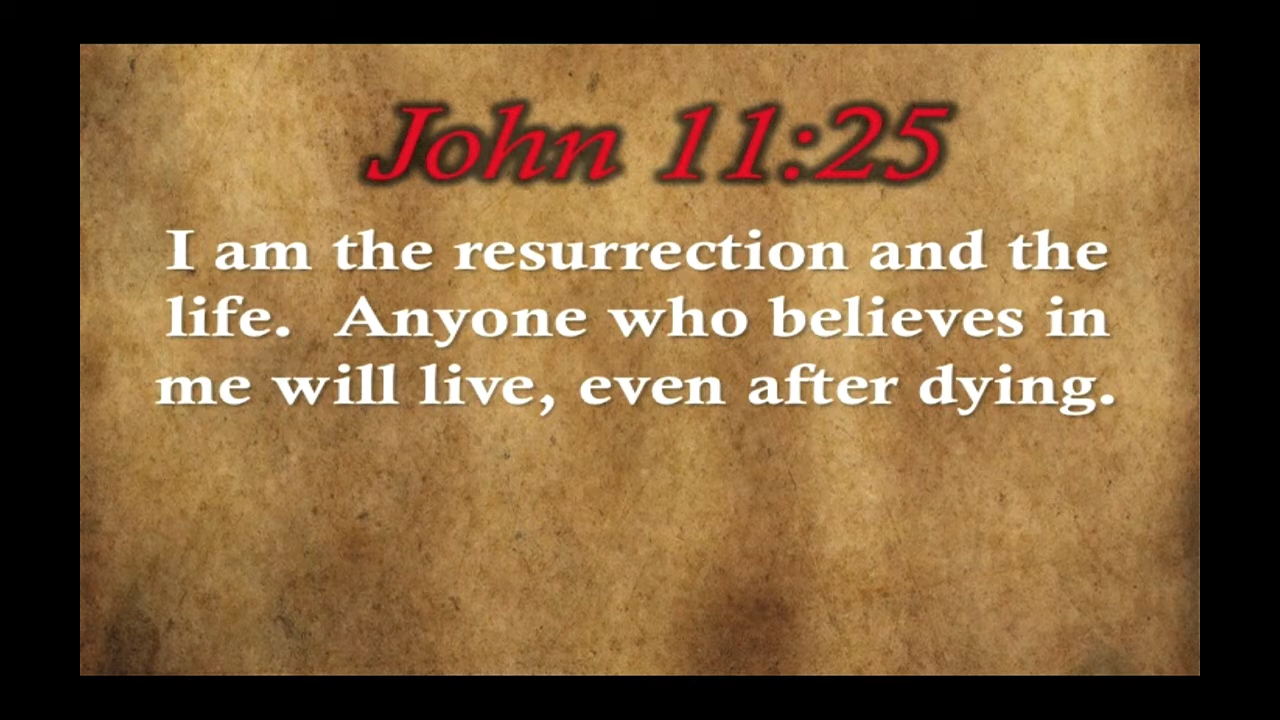 John 11:25
I am the resurrection and the
life.  Anyone who believes in
me will live, even after dying.